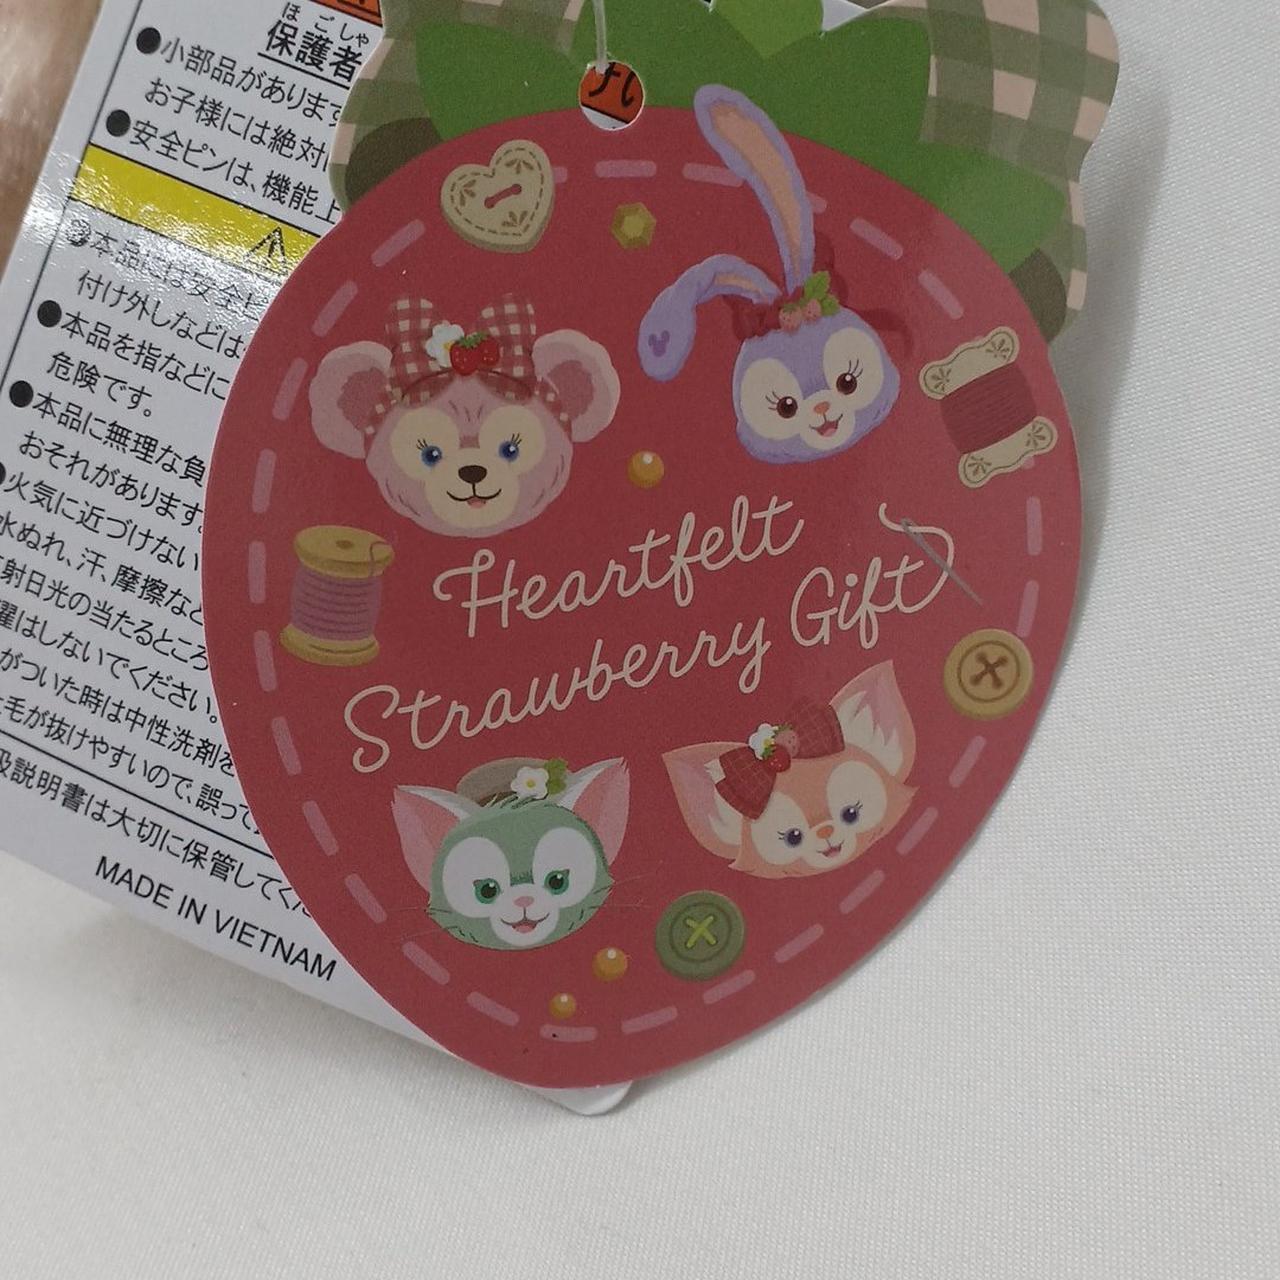 ほごしゃ
保護者
●小部品があります
お子様には絶対
●安全ピンは、機能上
本品には安全ピ
付け外しなどは
●本品を指などに
危険です。
●本品に無理な負
おそれがあります。
●火気に近づけない
水ぬれ、汗、摩擦など
射日光の当たるところ
濯はしないでください。
がついた時は中性洗剤を
毛が抜けやすいので、誤って
扱説明書は大切に保管してく
MADE IN VIETNAM
Heartfelt
Strawberry Gift